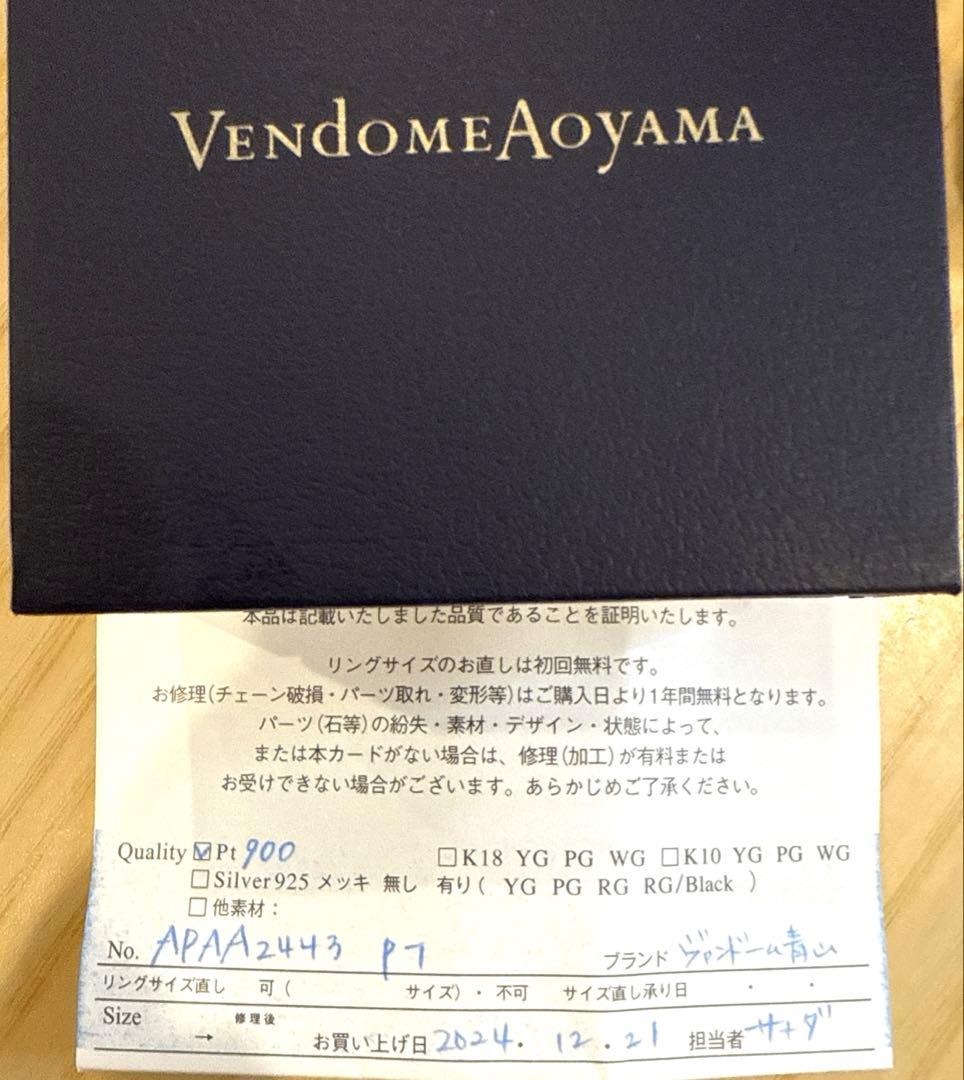 VENDOME AOYAMA
本品は記載いたしました品質であることを証明いたします。
リングサイズのお直しは初回無料です。
お修理(チェーン破損・パーツ取れ・変形等)はご購入日より1年間無料となります。
パーツ(石等)の紛失・素材・デザイン・状態によって、
または本カードがない場合は、修理(加工)が有料または
お受けできない場合がございます。あらかじめご了承ください。
Quality ☑Pt 900 □K18 YG PG WG □K10 YG PG WG
□Silver925 メッキ 無し 有り( YG PG RG RG/Black )
□他素材:
No. APAA2443 PT ブランド ヴァンドーム青山
リングサイズ直し 可( サイズ)・不可 サイズ直し承り日 ・ ・
Size → 修理後 お買い上げ日 2024. 12. 21 担当者 サナダ